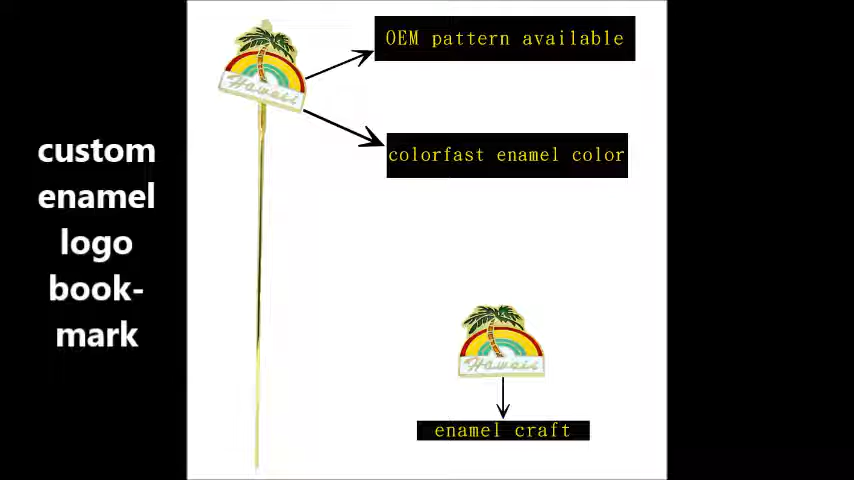 custom
enamel
logo
book-
mark
OEM pattern available
Hawaii
colorfast enamel color
Hawaii
enamel craft